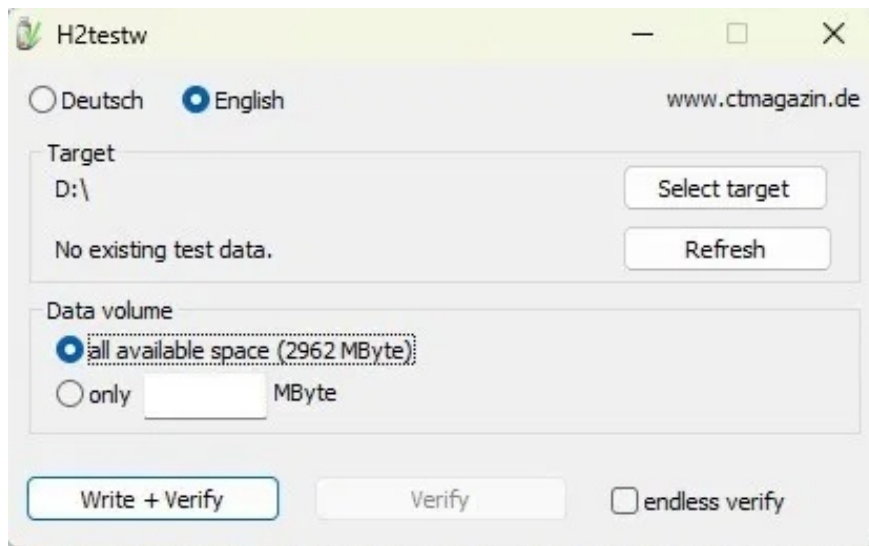 H2testw
Deutsch English www.ctmagazin.de
Target
D:\ Select target
No existing test data. Refresh
Data volume
all available space (2962 MByte)
only MByte
Write + Verify Verify endless verify